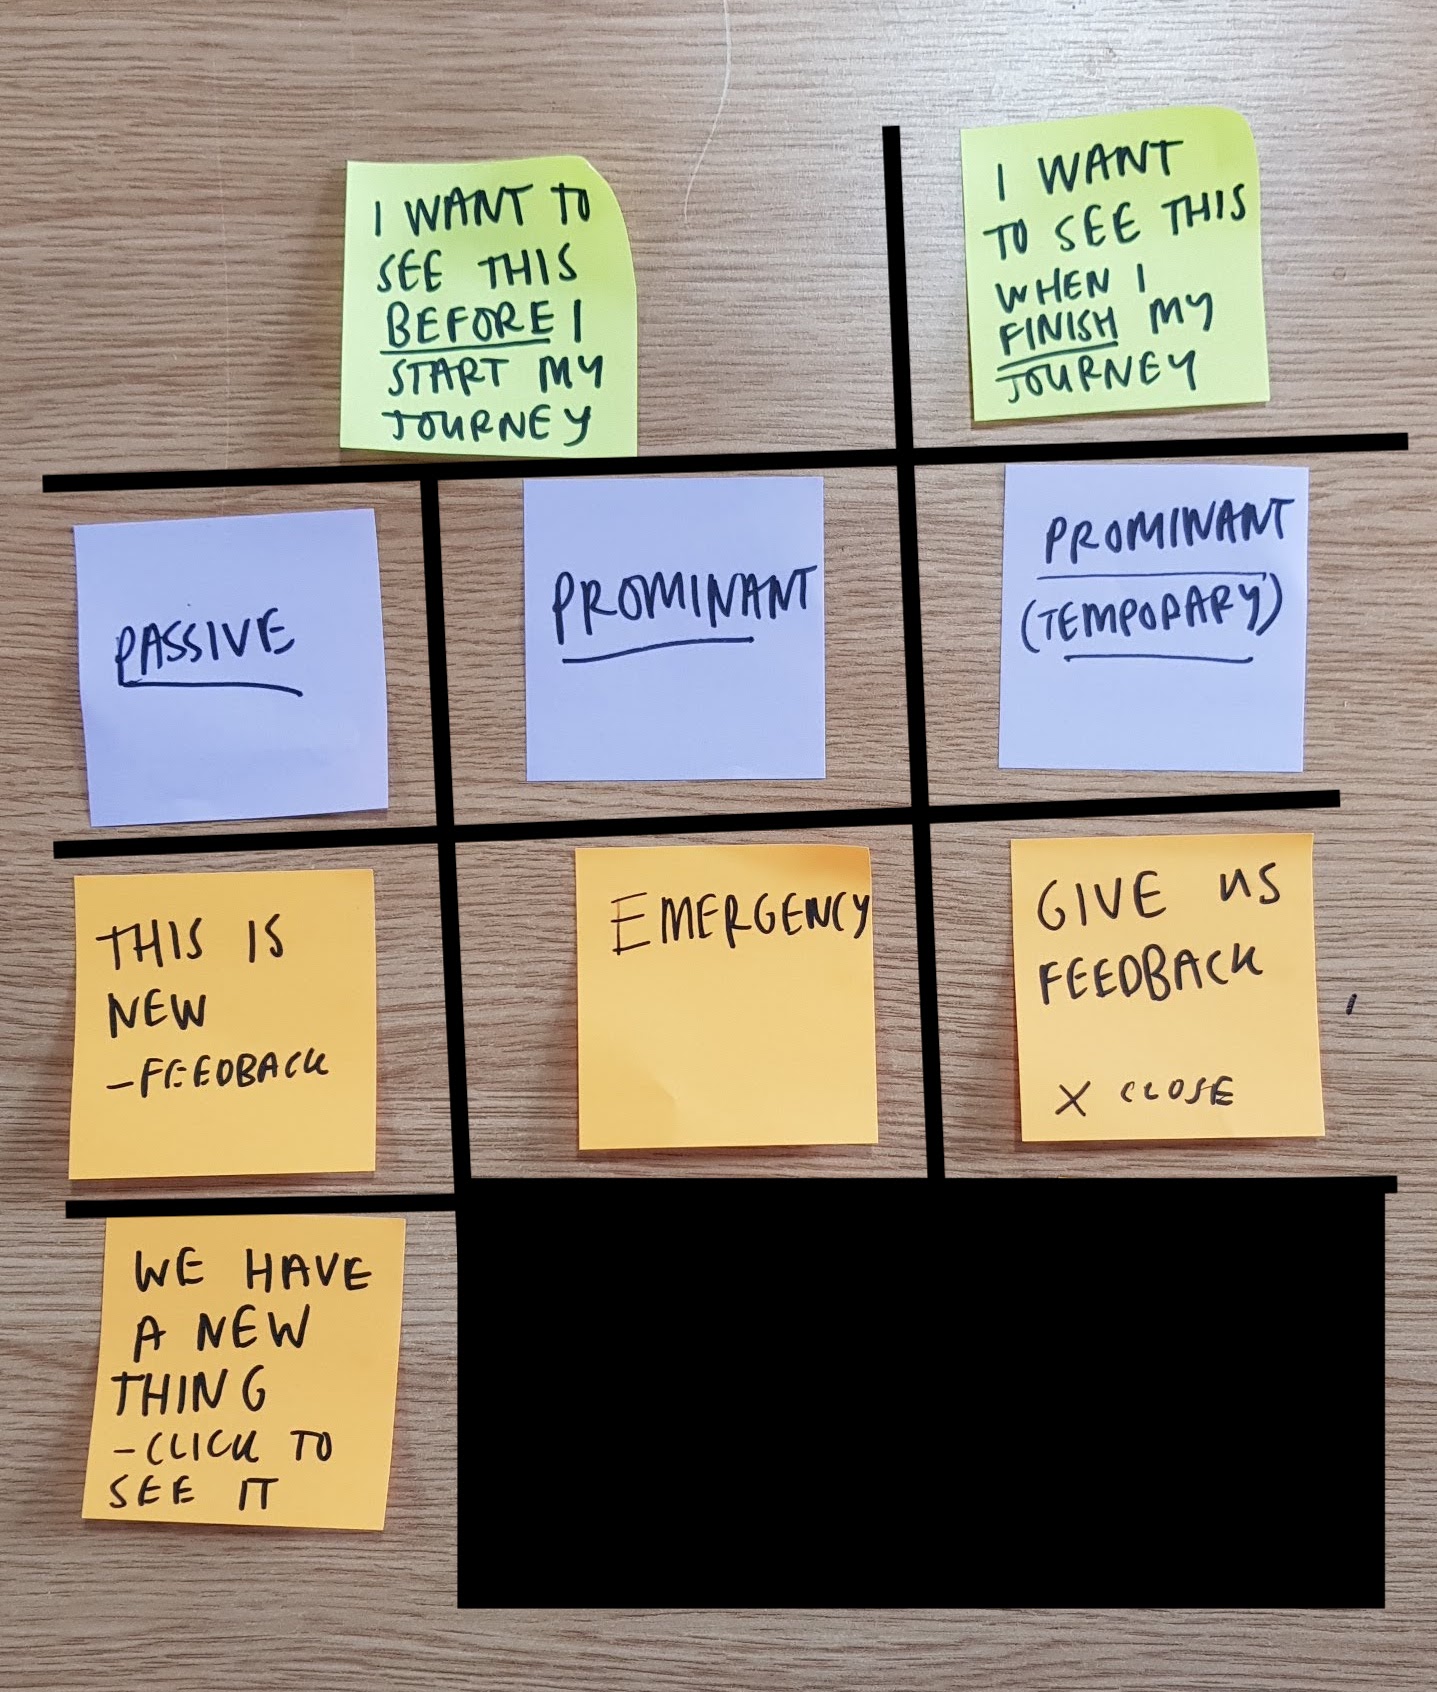 I WANT TO
SEE THIS
BEFORE I
START MY
JOURNEY
I WANT
TO SEE THIS
WHEN I
FINISH MY
JOURNEY
PASSIVE
PROMINANT
PROMINANT
(TEMPORARY)
THIS IS
NEW
-FEEDBACK
EMERGENCY
GIVE US
FEEDBACK
X CLOSE
WE HAVE
A NEW
THING
-CLICK TO
SEE IT